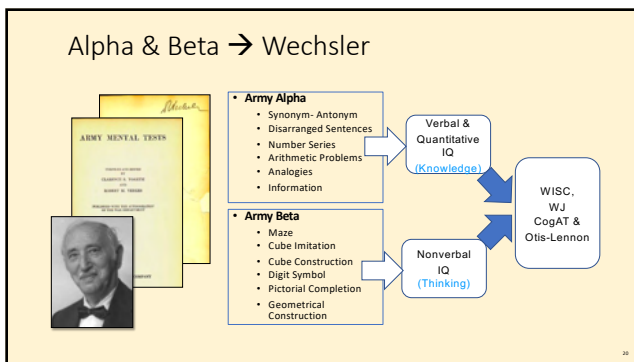 Alpha & Beta → Wechsler
ARMY MENTAL TESTS
• Army Alpha
• Synonym- Antonym
• Disarranged Sentences
• Number Series
• Arithmetic Problems
• Analogies
• Information
Verbal &
Quantitative
IQ
(Knowledge)
• Army Beta
• Maze
• Cube Imitation
• Cube Construction
• Digit Symbol
• Pictorial Completion
• Geometrical
Construction
Nonverbal
IQ
(Thinking)
WISC,
WJ
CogAT &
Otis-Lennon
20